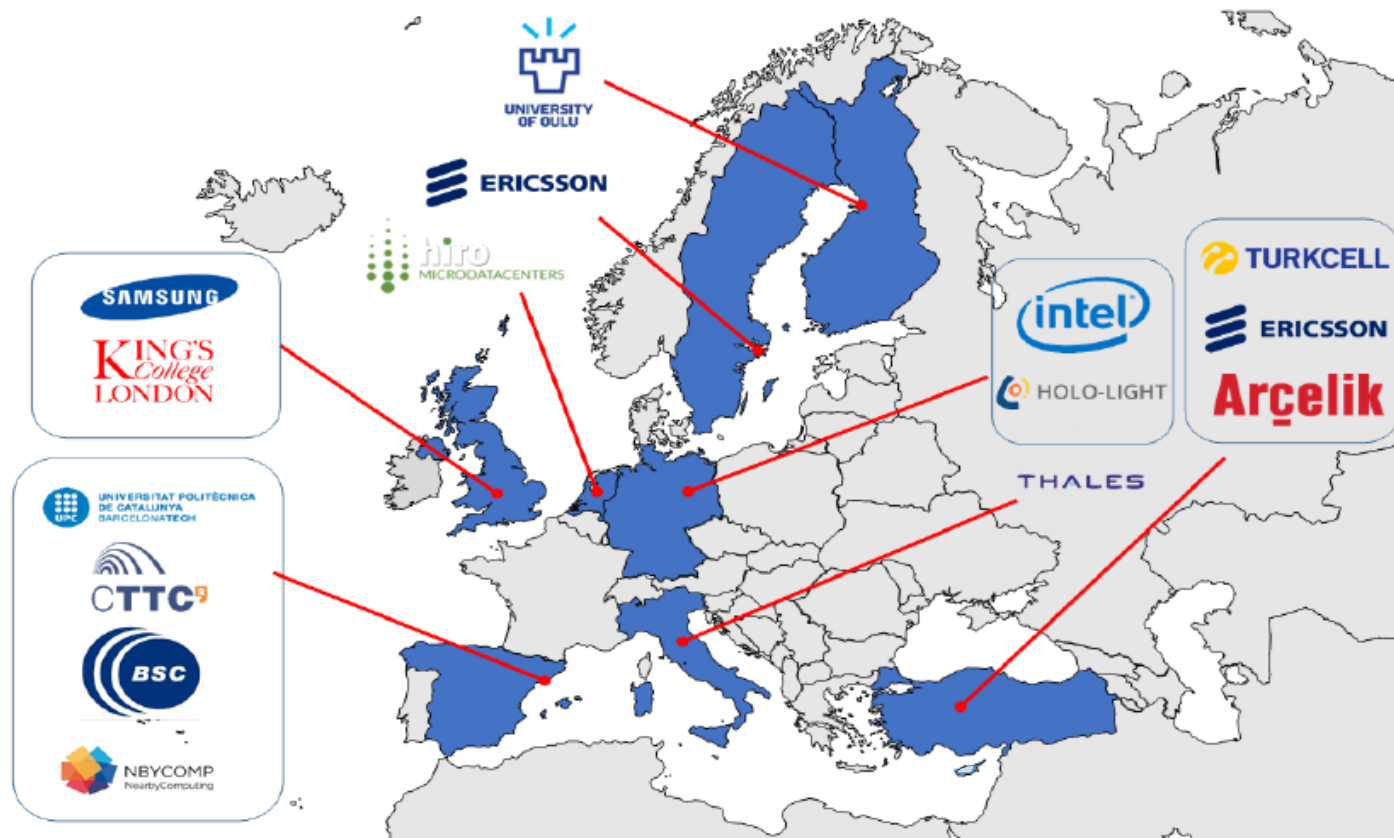 UNIVERSITY
OF OULU
ERICSSON
hiro
MICRODATACENTERS
SAMSUNG
KING'S
College
LONDON
UNIVERSITAT POLITÈCNICA
DE CATALUNYA
BARCELONATECH
UPC
CTTC
BSC
NBYCOMP
NearbyComputing
intel
HOLO-LIGHT
THALES
TURKCELL
ERICSSON
Arçelik